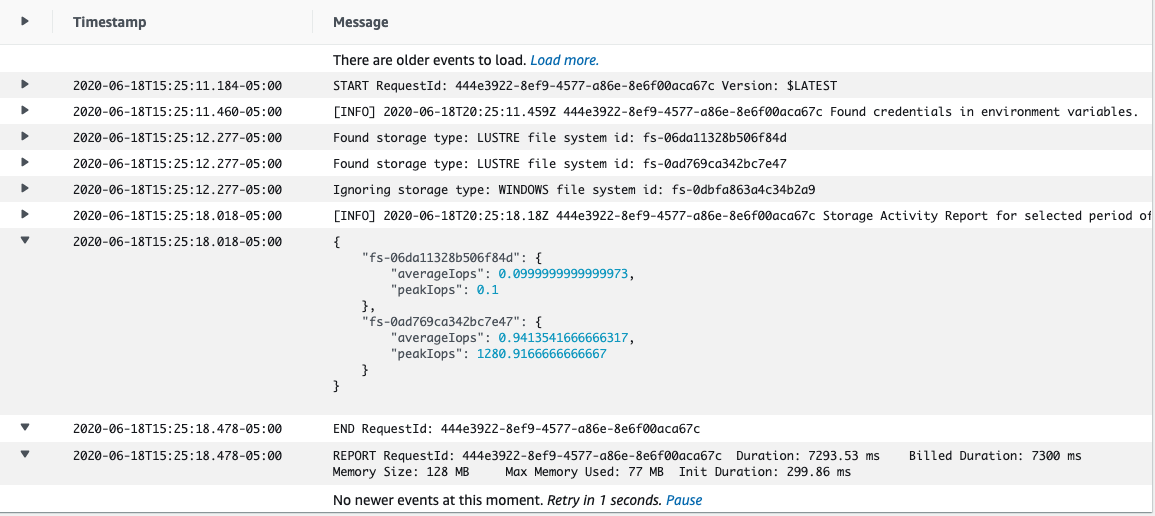 Timestamp Message
There are older events to load. Load more.
2020-06-18T15:25:11.184-05:00 START RequestId: 444e3922-8ef9-4577-a86e-8e6f00aca67c Version: $LATEST
2020-06-18T15:25:11.460-05:00 [INFO] 2020-06-18T20:25:11.459Z 444e3922-8ef9-4577-a86e-8e6f00aca67c Found credentials in environment variables.
2020-06-18T15:25:12.277-05:00 Found storage type: LUSTRE file system id: fs-06da11328b506f84d
2020-06-18T15:25:12.277-05:00 Found storage type: LUSTRE file system id: fs-0ad769ca342bc7e47
2020-06-18T15:25:12.277-05:00 Ignoring storage type: WINDOWS file system id: fs-0dbfa863a4c34b2a9
2020-06-18T15:25:18.018-05:00 [INFO] 2020-06-18T20:25:18.18Z 444e3922-8ef9-4577-a86e-8e6f00aca67c Storage Activity Report for selected period of
2020-06-18T15:25:18.018-05:00 {
"fs-06da11328b506f84d": {
"averageIops": 0.0999999999999973,
"peakIops": 0.1
},
"fs-0ad769ca342bc7e47": {
"averageIops": 0.9413541666666317,
"peakIops": 1280.9166666666667
}
}
2020-06-18T15:25:18.478-05:00 END RequestId: 444e3922-8ef9-4577-a86e-8e6f00aca67c
2020-06-18T15:25:18.478-05:00 REPORT RequestId: 444e3922-8ef9-4577-a86e-8e6f00aca67c Duration: 7293.53 ms Billed Duration: 7300 ms
Memory Size: 128 MB Max Memory Used: 77 MB Init Duration: 299.86 ms
No newer events at this moment. Retry in 1 seconds. Pause